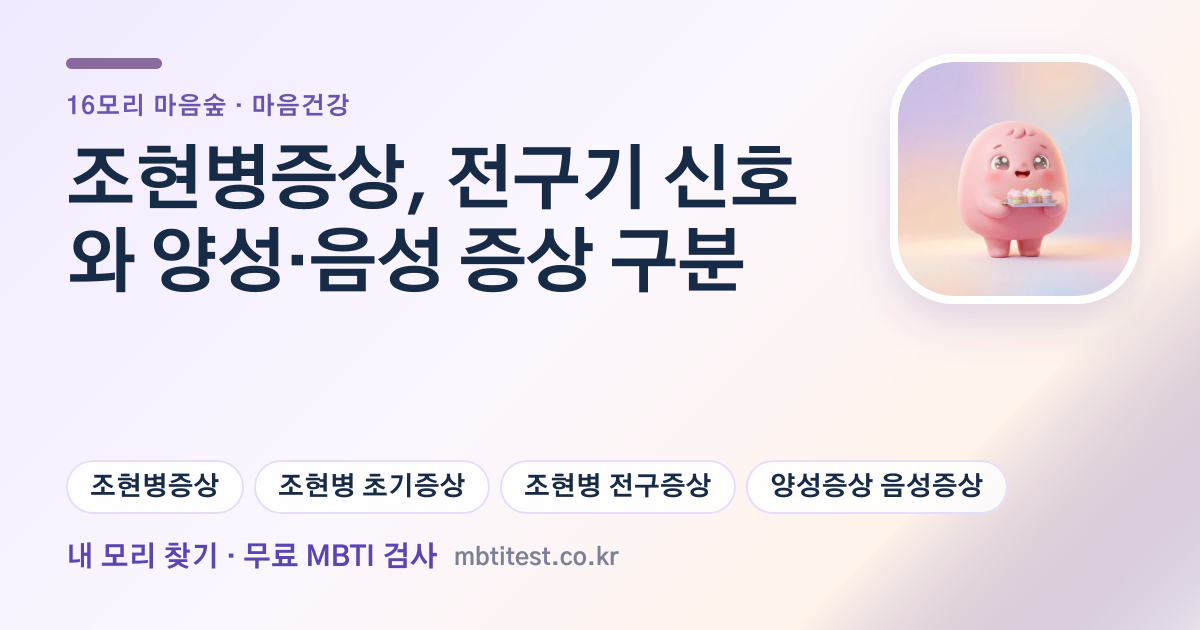 16모리 마음숲 · 마음건강
조현병증상, 전구기 신호
와 양성·음성 증상 구분
조현병증상
조현병 초기증상
조현병 전구증상
양성증상 음성증상
내 모리 찾기 · 무료 MBTI 검사 mbtitest.co.kr